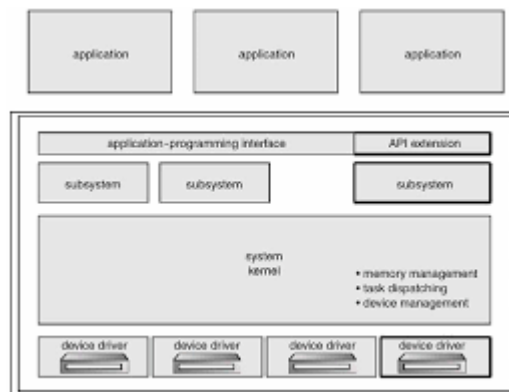 application
application
application
application-programming interface
API extension
subsystem
subsystem
subsystem
system
kernel
• memory management
• task dispatching
• device management
device driver
device driver
device driver
device driver